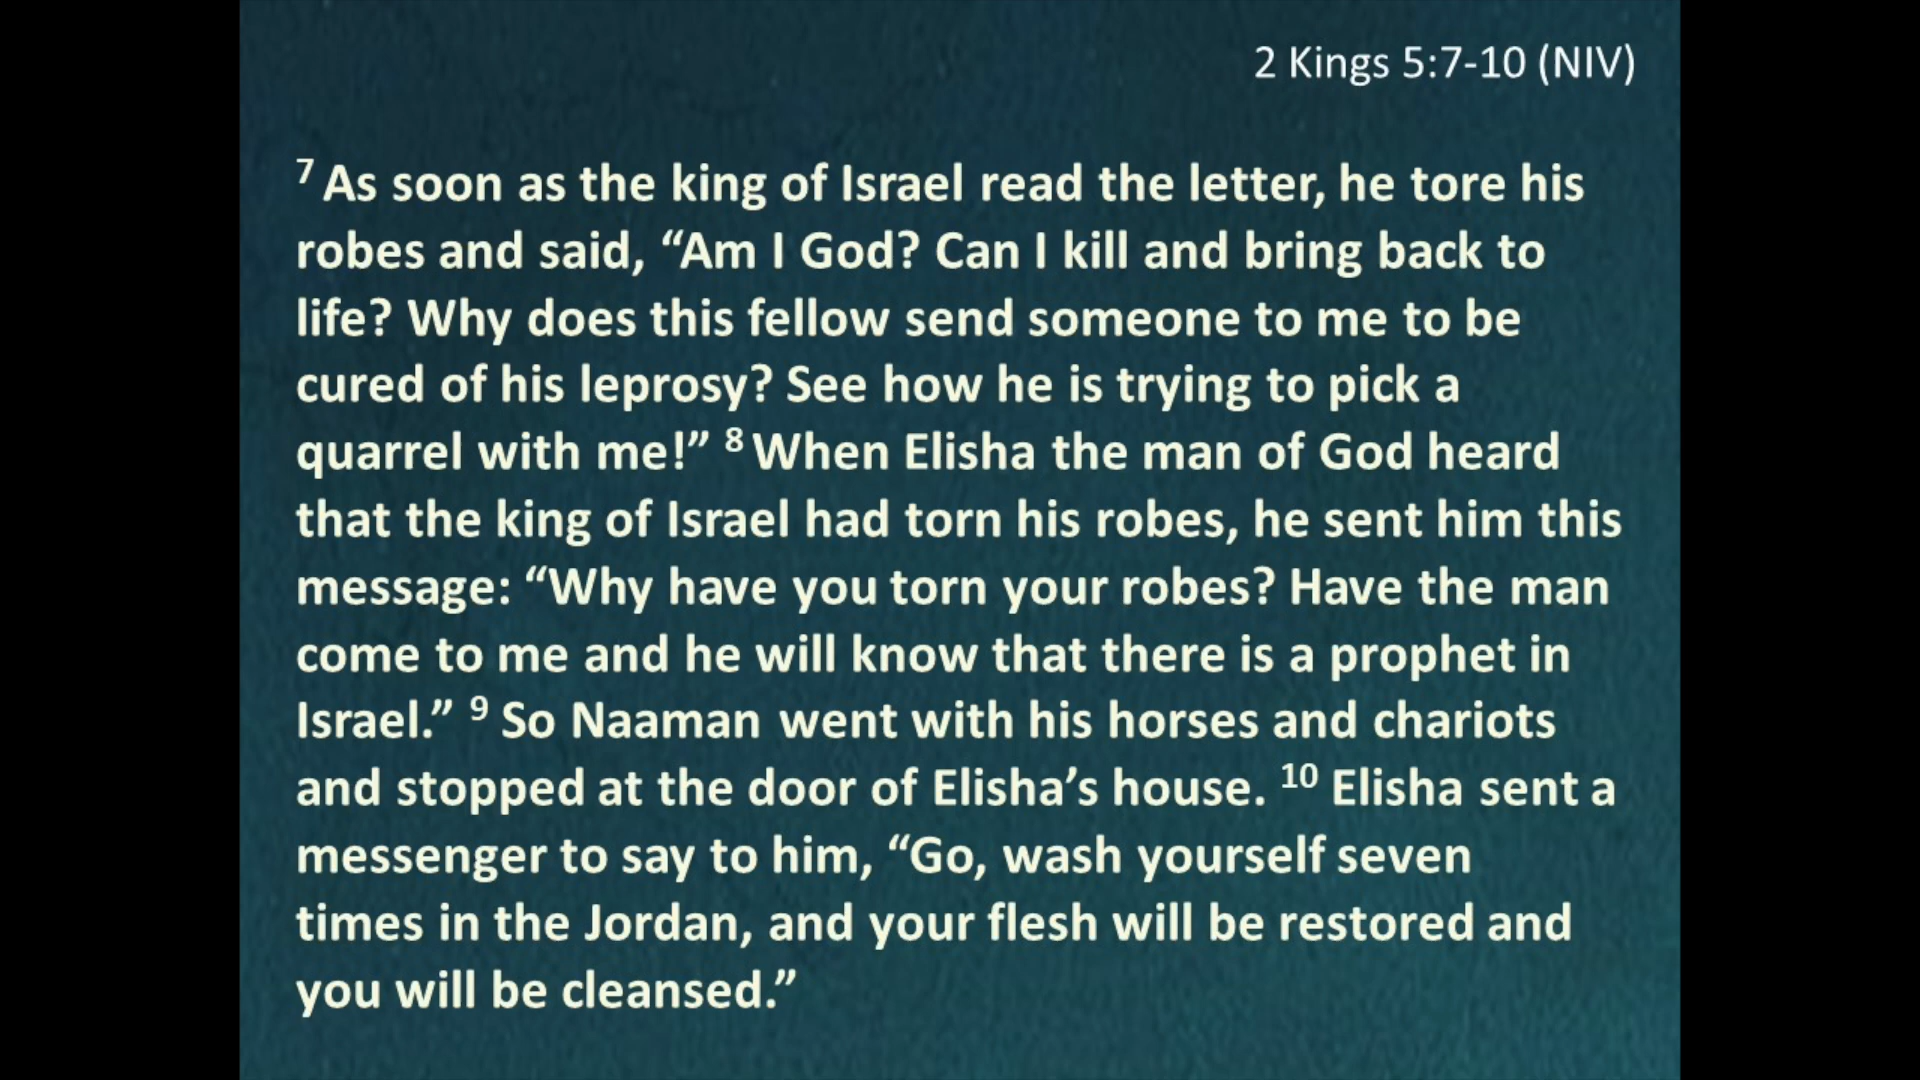 2 Kings 5:7-10 (NIV)
7 As soon as the king of Israel read the letter, he tore his
robes and said, “Am I God? Can I kill and bring back to
life? Why does this fellow send someone to me to be
cured of his leprosy? See how he is trying to pick a
quarrel with me!” 8 When Elisha the man of God heard
that the king of Israel had torn his robes, he sent him this
message: “Why have you torn your robes? Have the man
come to me and he will know that there is a prophet in
Israel.” 9 So Naaman went with his horses and chariots
and stopped at the door of Elisha’s house. 10 Elisha sent a
messenger to say to him, “Go, wash yourself seven
times in the Jordan, and your flesh will be restored and
you will be cleansed.”